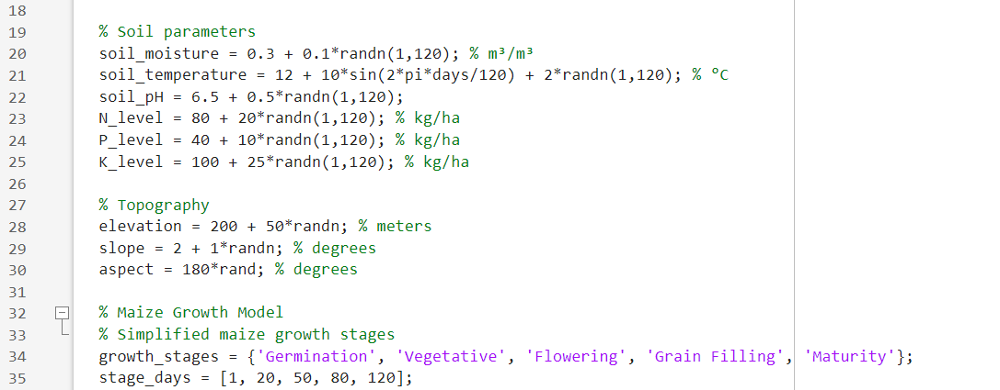 18
19 % Soil parameters
20 soil_moisture = 0.3 + 0.1*randn(1,120); % m³/m³
21 soil_temperature = 12 + 10*sin(2*pi*days/120) + 2*randn(1,120); % °C
22 soil_pH = 6.5 + 0.5*randn(1,120);
23 N_level = 80 + 20*randn(1,120); % kg/ha
24 P_level = 40 + 10*randn(1,120); % kg/ha
25 K_level = 100 + 25*randn(1,120); % kg/ha
26
27 % Topography
28 elevation = 200 + 50*randn; % meters
29 slope = 2 + 1*randn; % degrees
30 aspect = 180*rand; % degrees
31
32 % Maize Growth Model
33 % Simplified maize growth stages
34 growth_stages = {'Germination', 'Vegetative', 'Flowering', 'Grain Filling', 'Maturity'};
35 stage_days = [1, 20, 50, 80, 120];